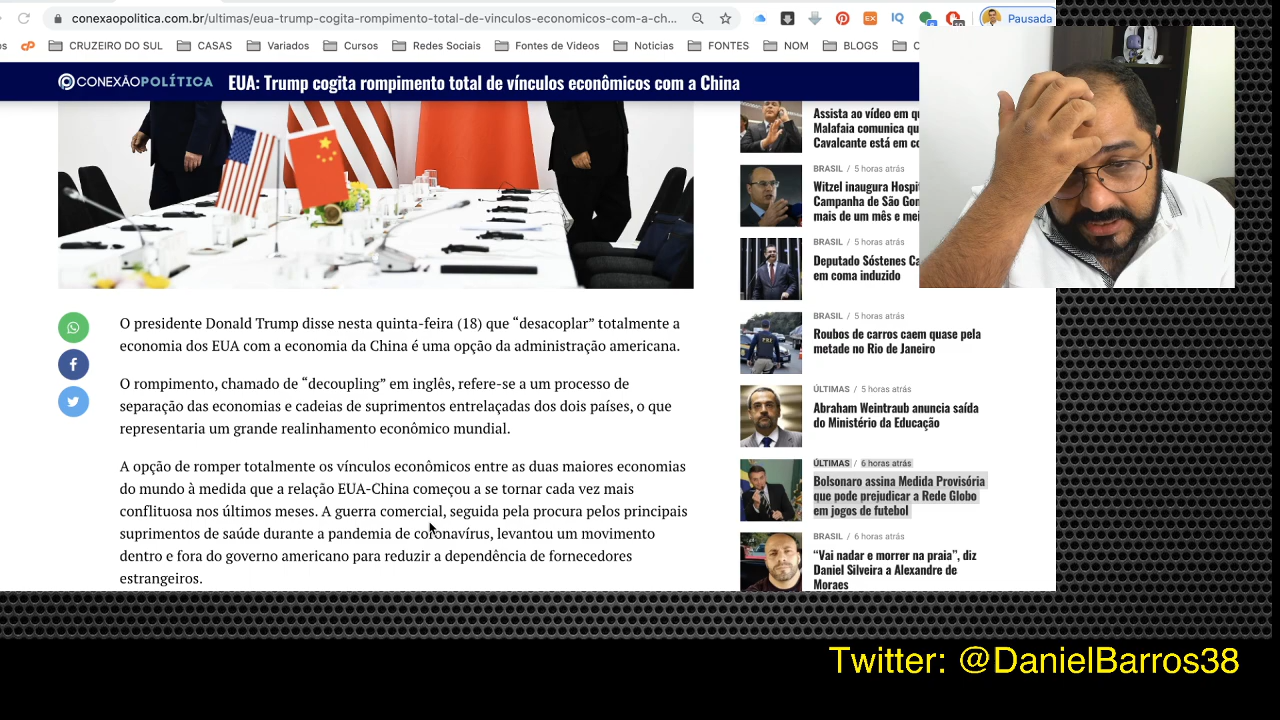 conexaopolitica.com.br/ultimas/eua-trump-cogita-rompimento-total-de-vinculos-economicos-com-a-ch...
EX
IQ
Pausada
os
CRUZEIRO DO SUL
CASAS
Variados
Cursos
Redes Sociais
Fontes de Videos
Noticias
FONTES
NOM
BLOGS
CONEXÃOPOLÍTICA
EUA: Trump cogita rompimento total de vínculos econômicos com a China
O presidente Donald Trump disse nesta quinta-feira (18) que “desacoplar” totalmente a
economia dos EUA com a economia da China é uma opção da administração americana.
O rompimento, chamado de “decoupling” em inglês, refere-se a um processo de
separação das economias e cadeias de suprimentos entrelaçadas dos dois países, o que
representaria um grande realinhamento econômico mundial.
A opção de romper totalmente os vínculos econômicos entre as duas maiores economias
do mundo à medida que a relação EUA-China começou a se tornar cada vez mais
conflituosa nos últimos meses. A guerra comercial, seguida pela procura pelos principais
suprimentos de saúde durante a pandemia de coronavírus, levantou um movimento
dentro e fora do governo americano para reduzir a dependência de fornecedores
estrangeiros.
Assista ao vídeo em qu
Malafaia comunica qu
Cavalcante está em co
BRASIL / 5 horas atrás
Witzel inaugura Hospit
Campanha de São Gon
mais de um mês e mei
BRASIL / 5 horas atrás
Deputado Sóstenes Ca
em coma induzido
BRASIL / 5 horas atrás
Roubos de carros caem quase pela
metade no Rio de Janeiro
ÚLTIMAS / 5 horas atrás
Abraham Weintraub anuncia saída
do Ministério da Educação
ÚLTIMAS / 6 horas atrás
Bolsonaro assina Medida Provisória
que pode prejudicar a Rede Globo
em jogos de futebol
BRASIL / 6 horas atrás
“Vai nadar e morrer na praia”, diz
Daniel Silveira a Alexandre de
Moraes
Twitter: @DanielBarros38